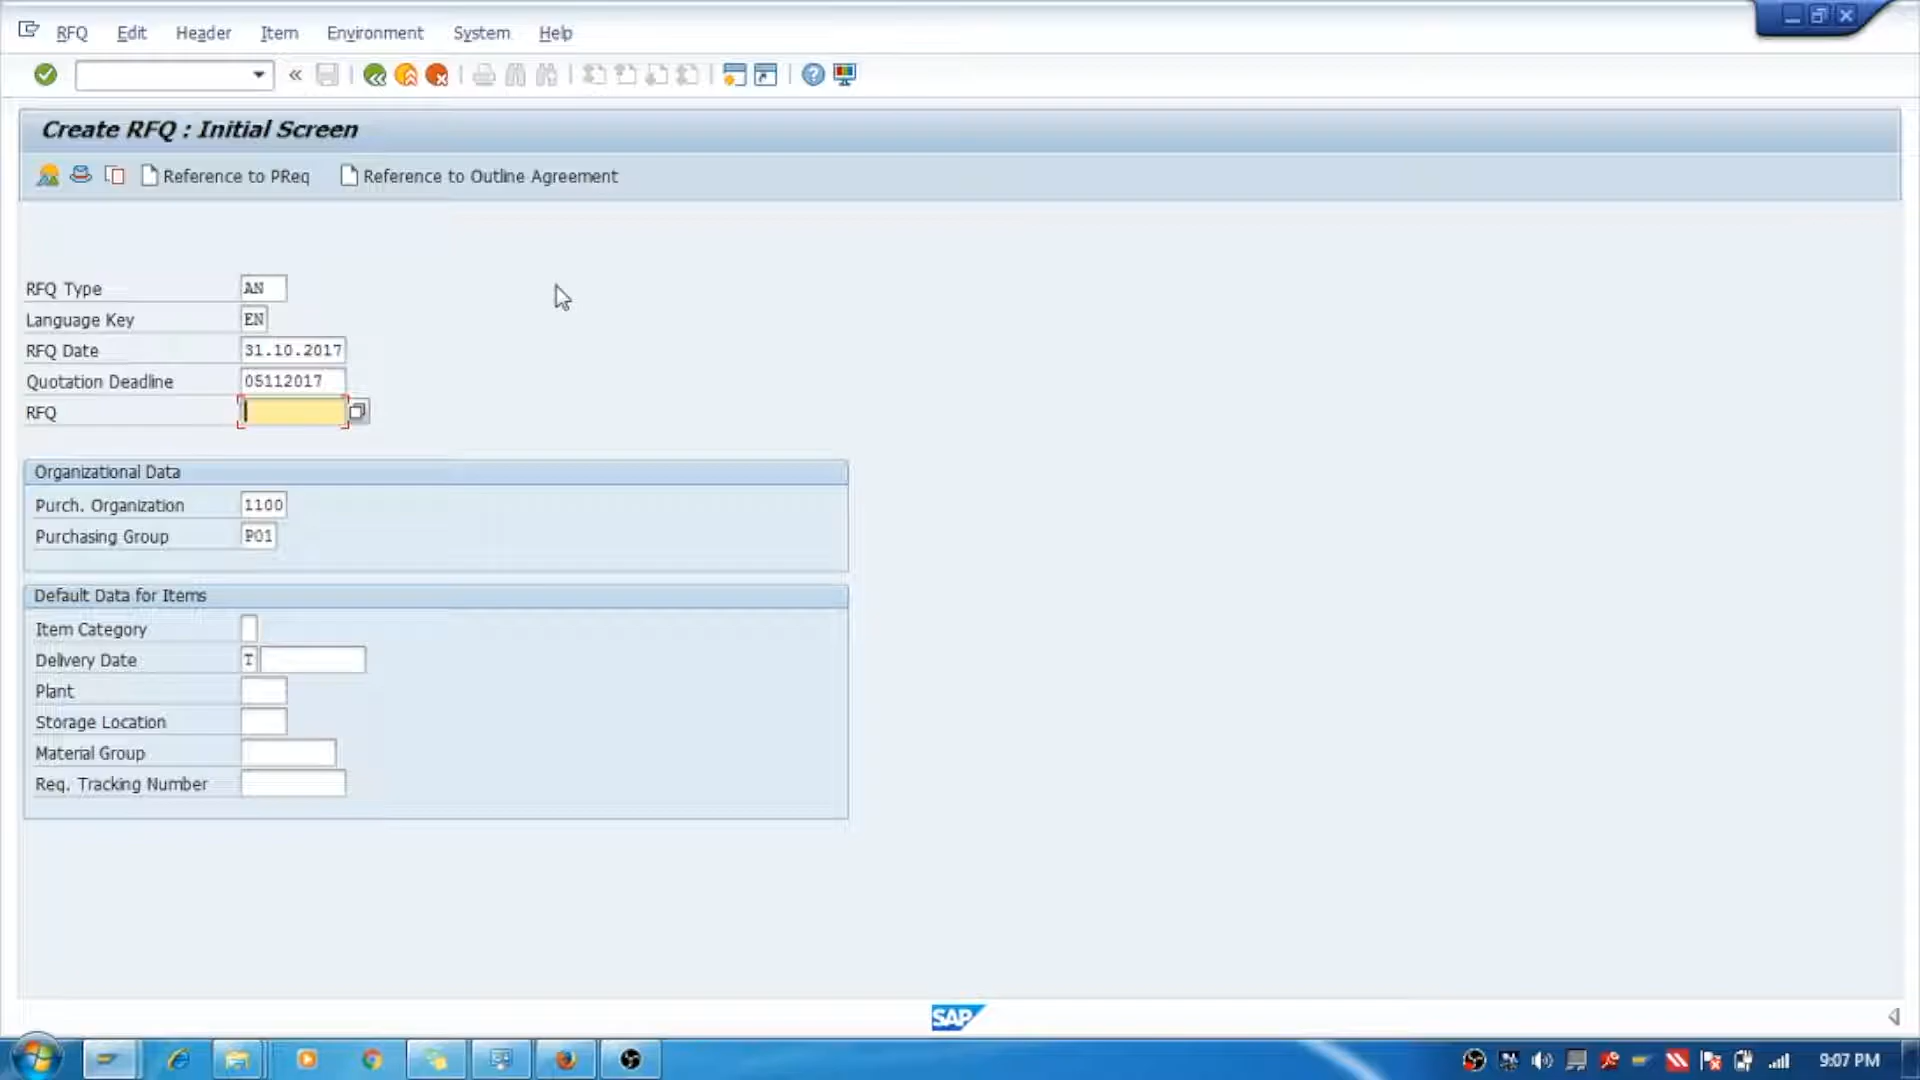 RFQ Edit Header Item Environment System Help
«
Create RFQ : Initial Screen
Reference to PReq Reference to Outline Agreement
RFQ Type AN
Language Key EN
RFQ Date 31.10.2017
Quotation Deadline 05112017
RFQ
Organizational Data
Purch. Organization 1100
Purchasing Group P01
Default Data for Items
Item Category
Delivery Date T
Plant
Storage Location
Material Group
Req. Tracking Number
SAP
9:07 PM